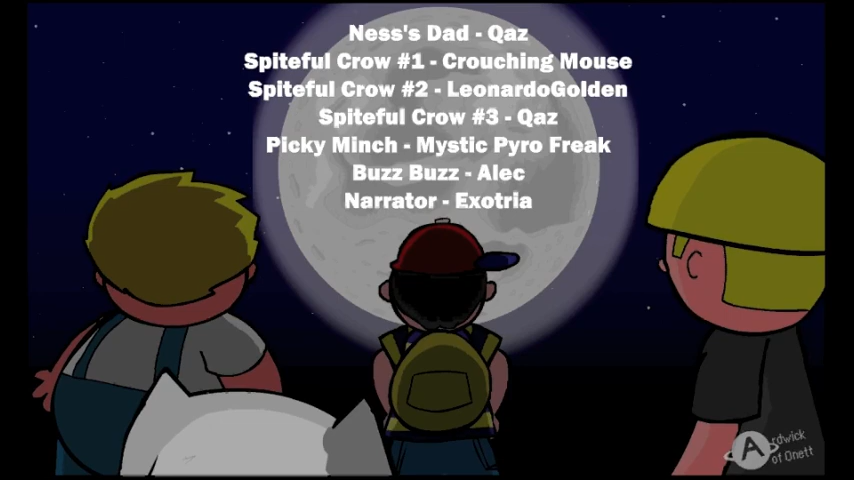 Ness's Dad - Qaz
Spiteful Crow #1 - Crouching Mouse
Spiteful Crow #2 - LeonardoGolden
Spiteful Crow #3 - Qaz
Picky Minch - Mystic Pyro Freak
Buzz Buzz - Alec
Narrator - Exotria
Ardwick
of Onett